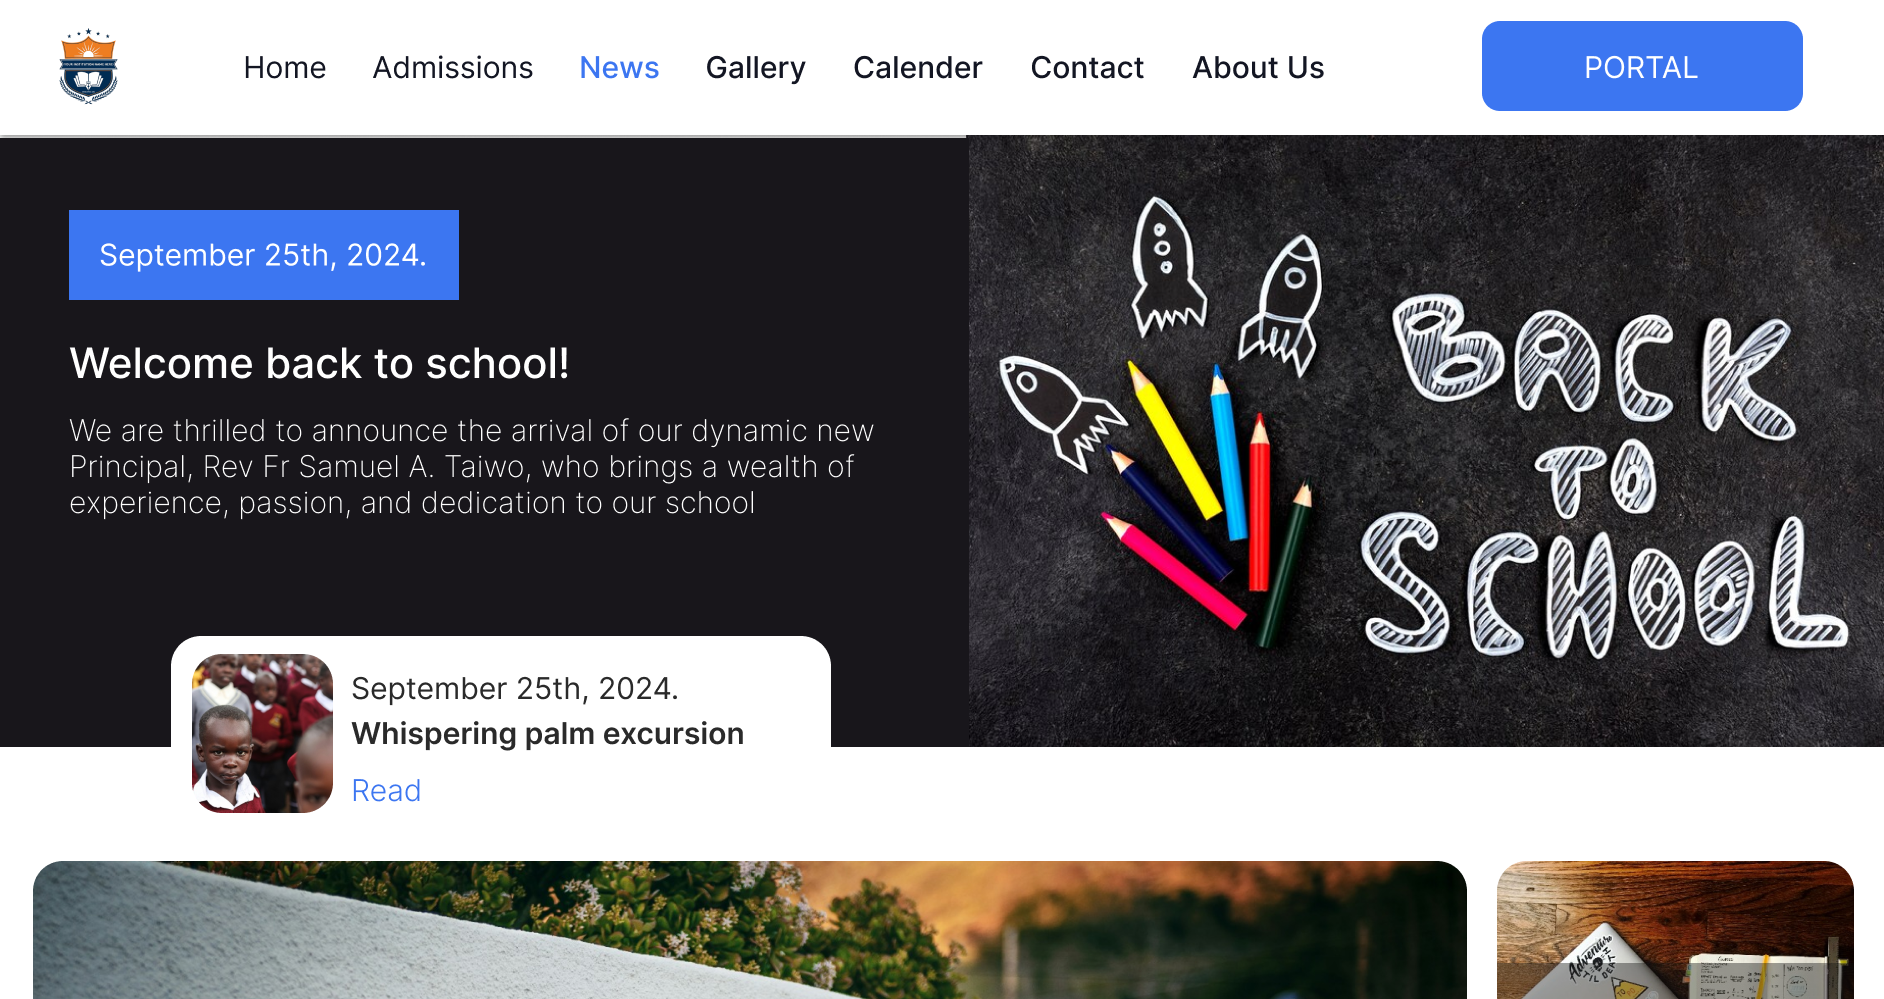 Home Admissions News Gallery Calender Contact About Us PORTAL
September 25th, 2024.
Welcome back to school!
We are thrilled to announce the arrival of our dynamic new
Principal, Rev Fr Samuel A. Taiwo, who brings a wealth of
experience, passion, and dedication to our school
BACK
TO
SCHOOL
September 25th, 2024.
Whispering palm excursion
Read
Adventure